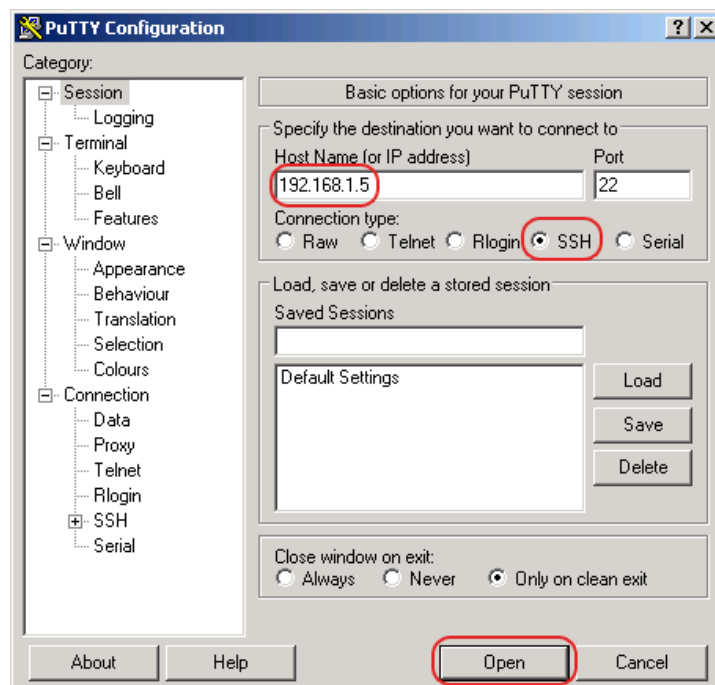 PuTTY Configuration
Category:
Session
Logging
Terminal
Keyboard
Bell
Features
Window
Appearance
Behaviour
Translation
Selection
Colours
Connection
Data
Proxy
Telnet
Rlogin
SSH
Serial
Basic options for your PuTTY session
Specify the destination you want to connect to
Host Name (or IP address) Port
192.168.1.5 22
Connection type:
Raw Telnet Rlogin SSH Serial
Load, save or delete a stored session
Saved Sessions
Default Settings
Load
Save
Delete
Close window on exit:
Always Never Only on clean exit
About Help Open Cancel